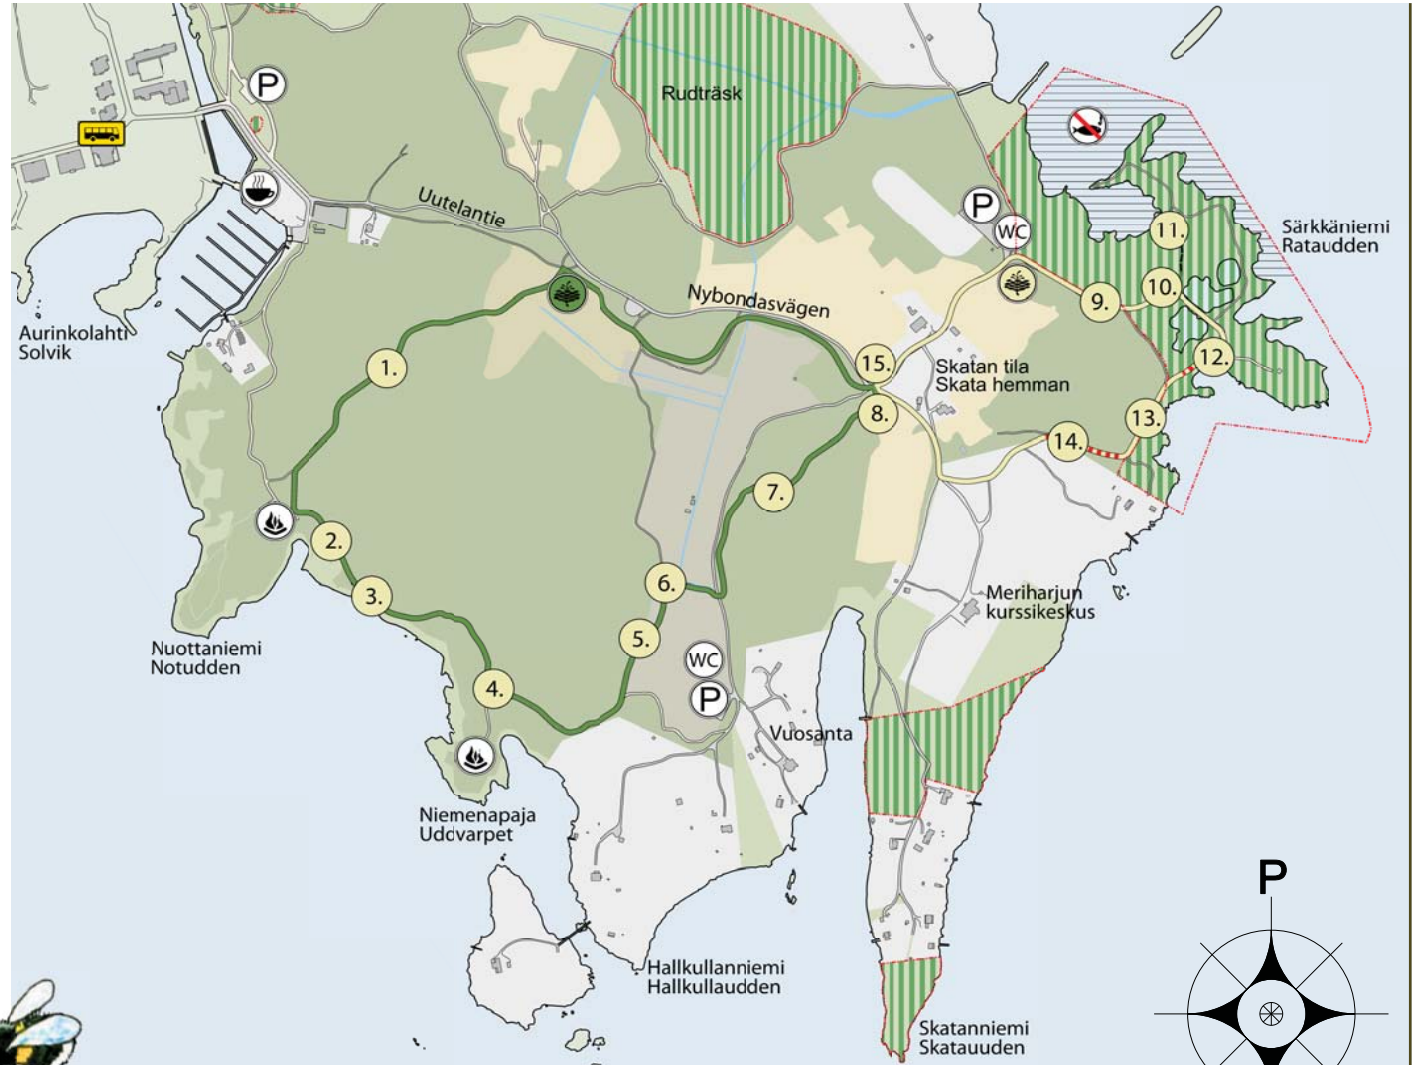 P
Rudträsk
Uutelantie
P
WC
11.
Särkkäniemi
Rataudden
10.
9.
Nybondasvägen
Aurinkolahti
Solvik
12.
1.
15.
Skatan tila
Skata hemman
8.
13.
14.
7.
2.
6.
3.
Meriharjun
kurssikeskus
5.
Nuottaniemi
Notudden
WC
P
4.
Vuosanta
Niemenapaja
Uddvarpet
P
Hallkullanniemi
Hallkullaudden
Skatanniemi
Skatauuden